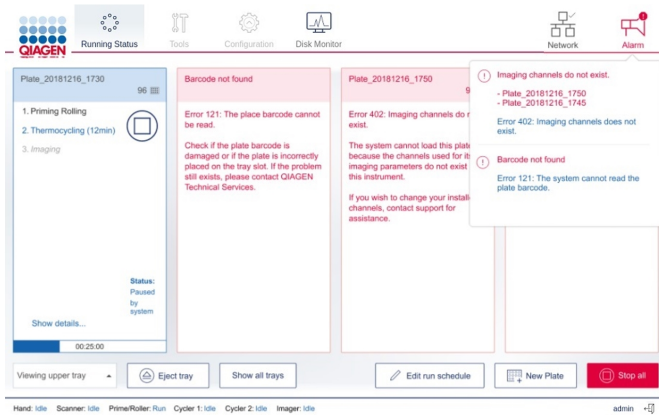 QIAGEN
Running Status
Tools
Configuration
Disk Monitor
Network
Alarm
Plate_20181216_1730
96
1. Priming Rolling
2. Thermocycling (12min)
3. Imaging
Status:
Paused
by
system
Show details...
00:25:00
Barcode not found
Error 121: The place barcode cannot
be read.
Check if the plate barcode is
damaged or if the plate is incorrectly
placed on the tray slot. If the problem
still exists, please contact QIAGEN
Technical Services.
Plate_20181216_1750
9
Error 402: Imaging channels do
exist.
The system cannot load this plate
because the channels used for its
imaging parameters do not exist
this instrument.
If you wish to change your
channels, contact support for
assistance.
Imaging channels do not exist.
- Plate_20181216_1750
- Plate_20181216_1745
Error 402: Imaging channels does not
exist.
Barcode not found
Error 121: The system cannot read the
plate barcode.
Viewing upper tray
Eject tray
Show all trays
Edit run schedule
New Plate
Stop all
Hand: Idle Scanner: Idle Prime/Roller: Run Cycler 1: Idle Cycler 2: Idle Imager: Idle
admin